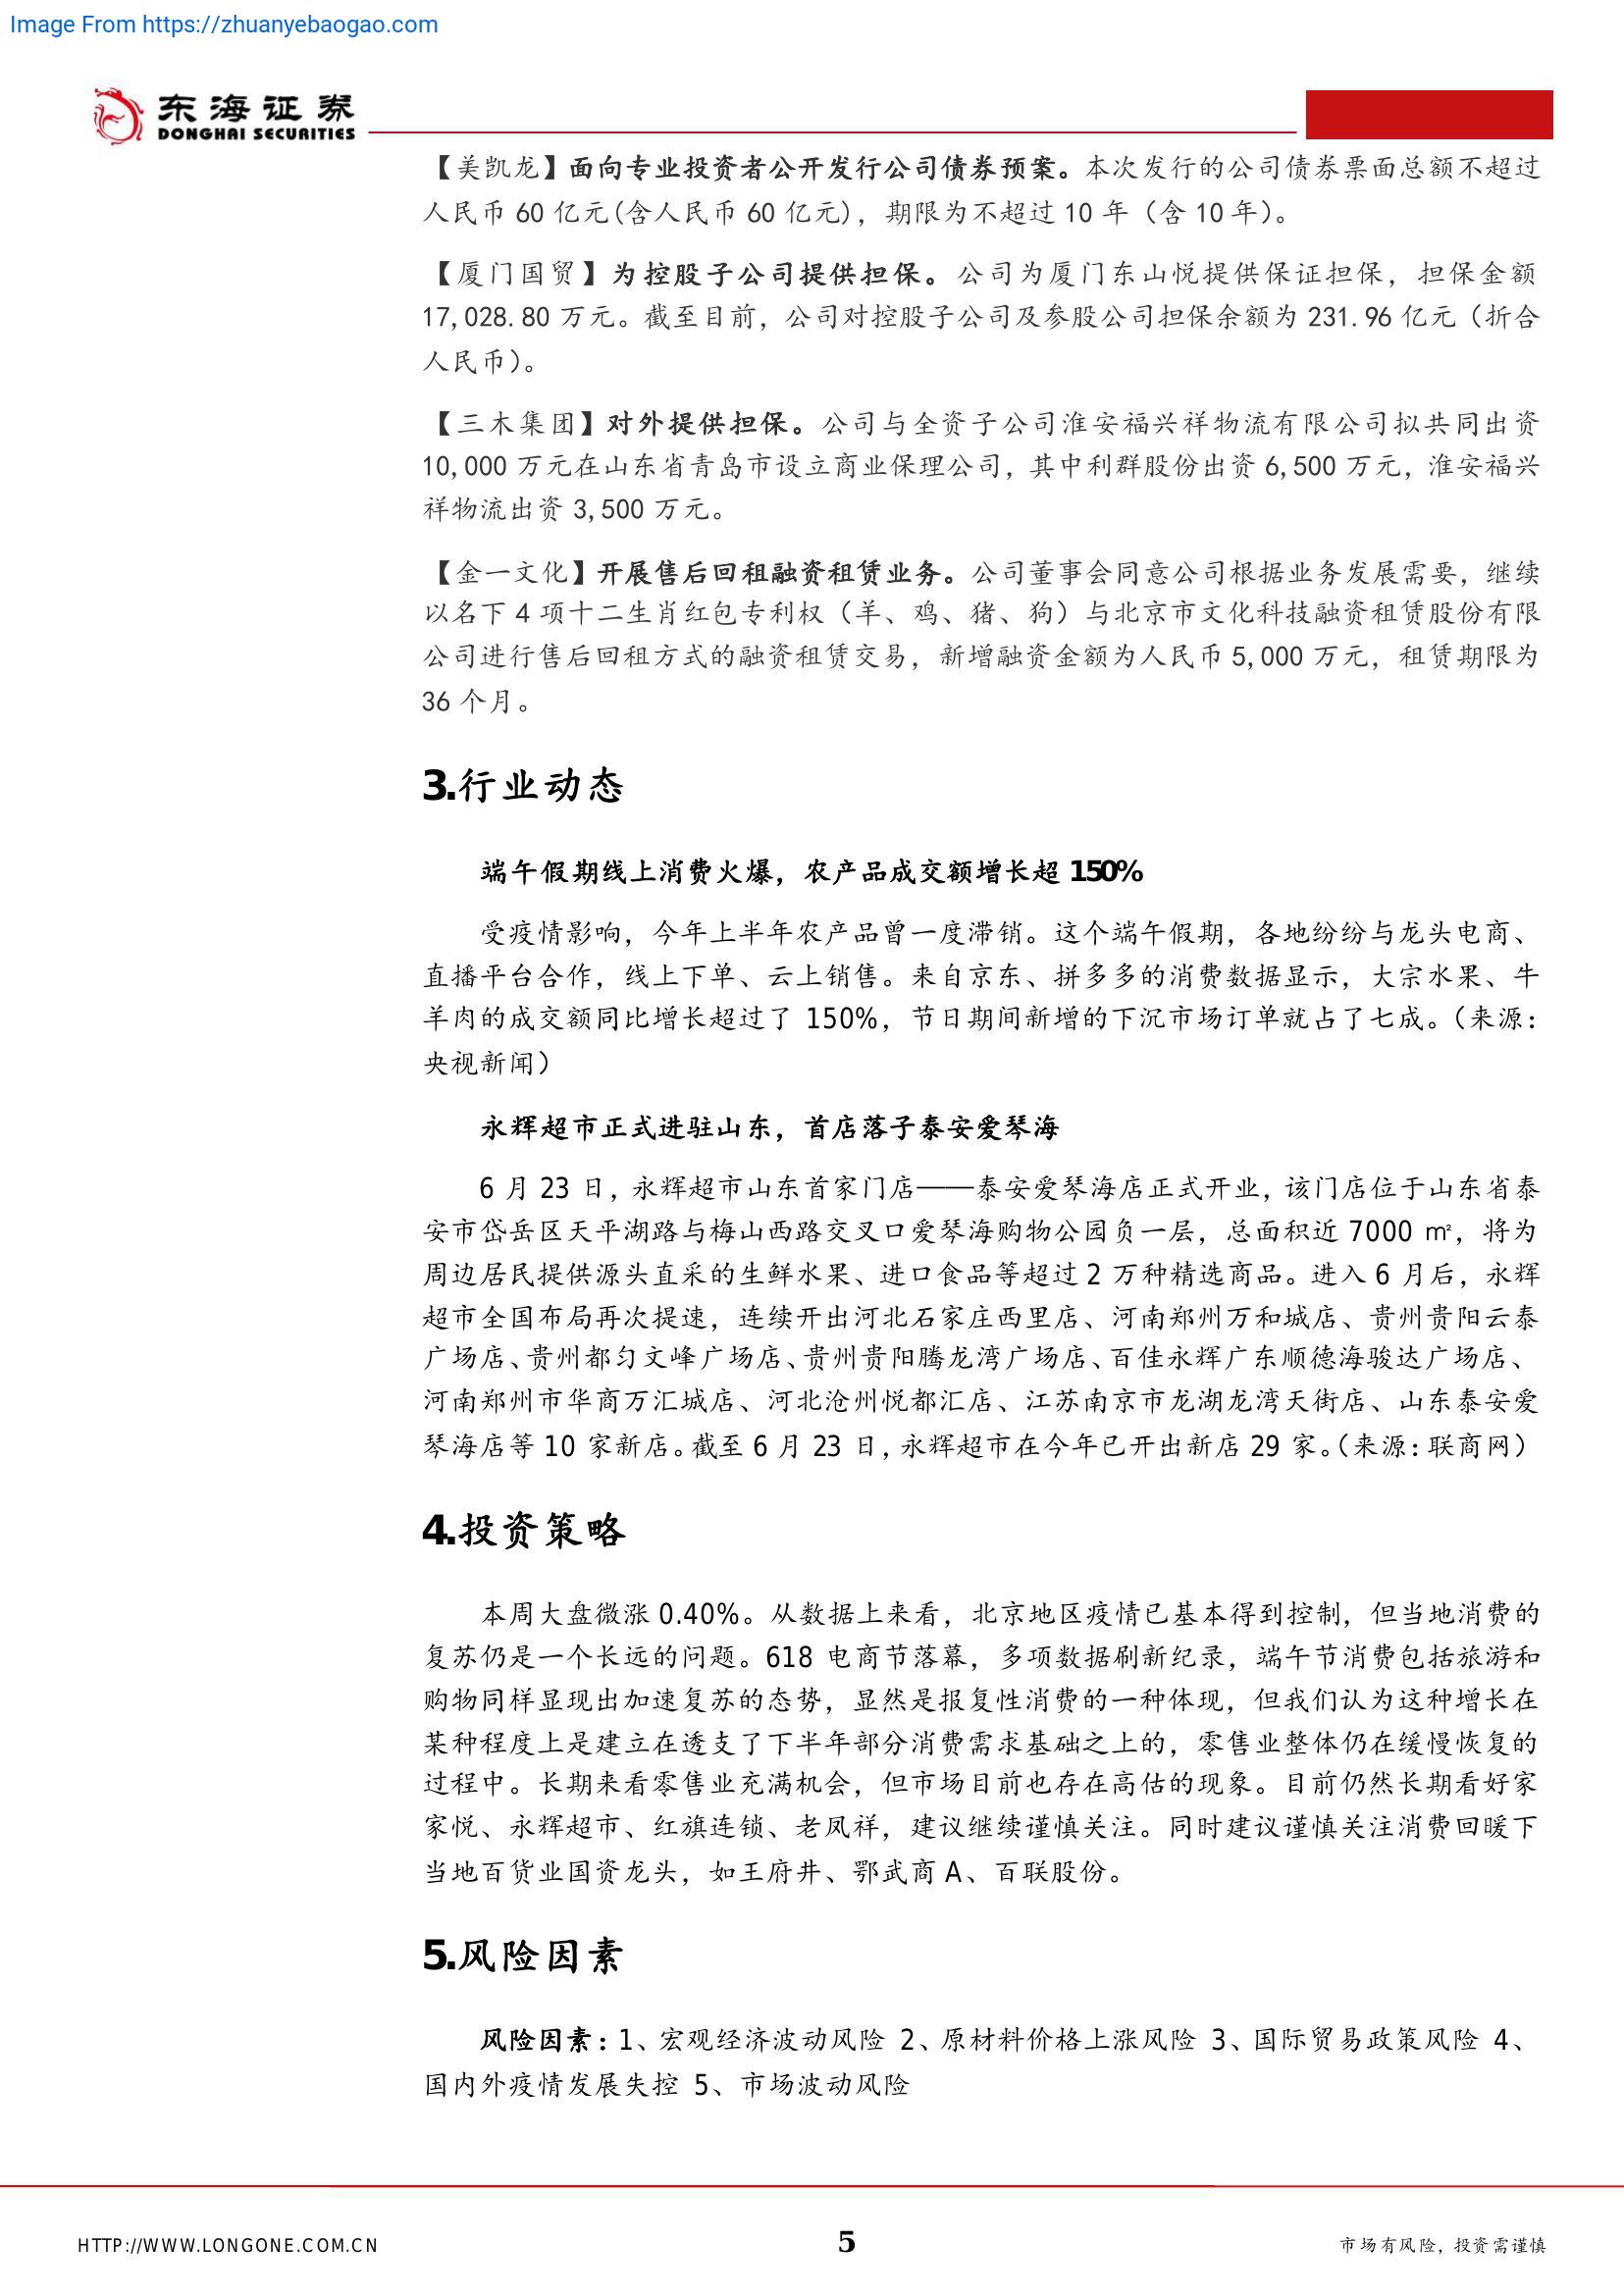 Image From https://zhuanyebaogao.com
东海证券
DONGHAI SECURITIES
【美凯龙】面向专业投资者公开发行公司债券预案。本次发行的公司债券票面总额不超过
人民币 60 亿元(含人民币 60 亿元)，期限为不超过 10 年（含 10 年）。
【厦门国贸】为控股子公司提供担保。公司为厦门东山悦提供保证担保，担保金额
17,028.80 万元。截至目前，公司对控股子公司及参股公司担保余额为 231.96 亿元（折合
人民币）。
【三木集团】对外提供担保。公司与全资子公司淮安福兴祥物流有限公司拟共同出资
10,000 万元在山东省青岛市设立商业保理公司，其中利群股份出资 6,500 万元，淮安福兴
祥物流出资 3,500 万元。
【金一文化】开展售后回租融资租赁业务。公司董事会同意公司根据业务发展需要，继续
以名下 4 项十二生肖红包专利权（羊、鸡、猪、狗）与北京市文化科技融资租赁股份有限
公司进行售后回租方式的融资租赁交易，新增融资金额为人民币 5,000 万元，租赁期限为
36 个月。
3.行业动态
端午假期线上消费火爆，农产品成交额增长超 150%
受疫情影响，今年上半年农产品曾一度滞销。这个端午假期，各地纷纷与龙头电商、
直播平台合作，线上下单、云上销售。来自京东、拼多多的消费数据显示，大宗水果、牛
羊肉的成交额同比增长超过了 150%，节日期间新增的下沉市场订单就占了七成。（来源：
央视新闻）
永辉超市正式进驻山东，首店落子泰安爱琴海
6 月 23 日，永辉超市山东首家门店——泰安爱琴海店正式开业，该门店位于山东省泰
安市岱岳区天平湖路与梅山西路交叉口爱琴海购物公园负一层，总面积近 7000 ㎡，将为
周边居民提供源头直采的生鲜水果、进口食品等超过 2 万种精选商品。进入 6 月后，永辉
超市全国布局再次提速，连续开出河北石家庄西里店、河南郑州万和城店、贵州贵阳云泰
广场店、贵州都匀文峰广场店、贵州贵阳腾龙湾广场店、百佳永辉广东顺德海骏达广场店、
河南郑州市华商万汇城店、河北沧州悦都汇店、江苏南京市龙湖龙湾天街店、山东泰安爱
琴海店等 10 家新店。截至 6 月 23 日，永辉超市在今年已开出新店 29 家。（来源：联商网）
4.投资策略
本周大盘微涨 0.40%。从数据上来看，北京地区疫情已基本得到控制，但当地消费的
复苏仍是一个长远的问题。618 电商节落幕，多项数据刷新纪录，端午节消费包括旅游和
购物同样显现出加速复苏的态势，显然是报复性消费的一种体现，但我们认为这种增长在
某种程度上是建立在透支了下半年部分消费需求基础之上的，零售业整体仍在缓慢恢复的
过程中。长期来看零售业充满机会，但市场目前也存在高估的现象。目前仍然长期看好家
家悦、永辉超市、红旗连锁、老凤祥，建议继续谨慎关注。同时建议谨慎关注消费回暖下
当地百货业国资龙头，如王府井、鄂武商 A、百联股份。
5.风险因素
风险因素：1、宏观经济波动风险 2、原材料价格上涨风险 3、国际贸易政策风险 4、
国内外疫情发展失控 5、市场波动风险
HTTP://WWW.LONGONE.COM.CN
5
市场有风险，投资需谨慎